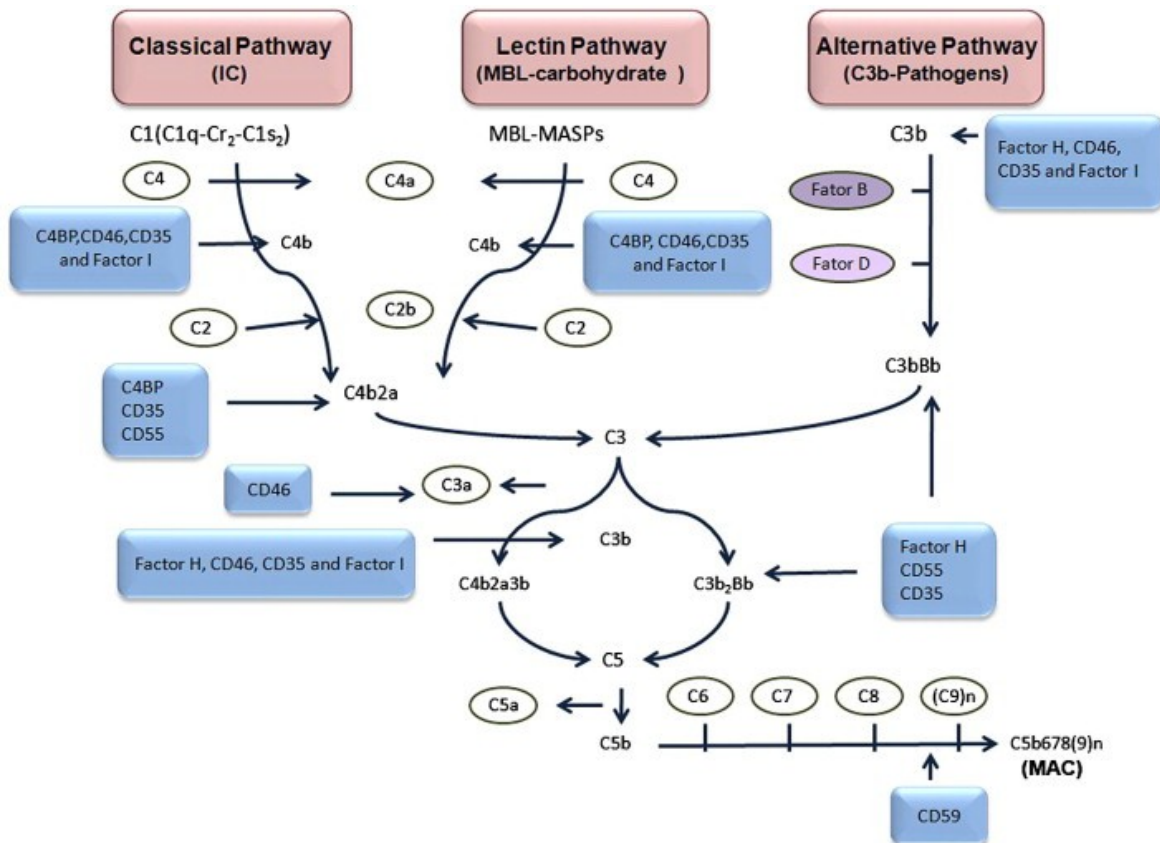 Classical Pathway
(IC)
Lectin Pathway
(MBL-carbohydrate )
Alternative Pathway
(C3b-Pathogens)
C1(C1q-Cr₂-C1s₂)
MBL-MASPs
C3b
Factor H, CD46,
CD35 and Factor I
C4
C4a
C4
Fator B
C4BP,CD46,CD35
and Factor I
C4b
C4b
C4BP, CD46,CD35
and Factor I
Fator D
C2
C2b
C2
C4BP
CD35
CD55
C4b2a
C3bBb
C3
CD46
C3a
Factor H, CD46, CD35 and Factor I
C3b
C4b2a3b
C3b₂Bb
Factor H
CD55
CD35
C5
C5a
C6
C7
C8
(C9)n
C5b
C5b678(9)n
(MAC)
CD59